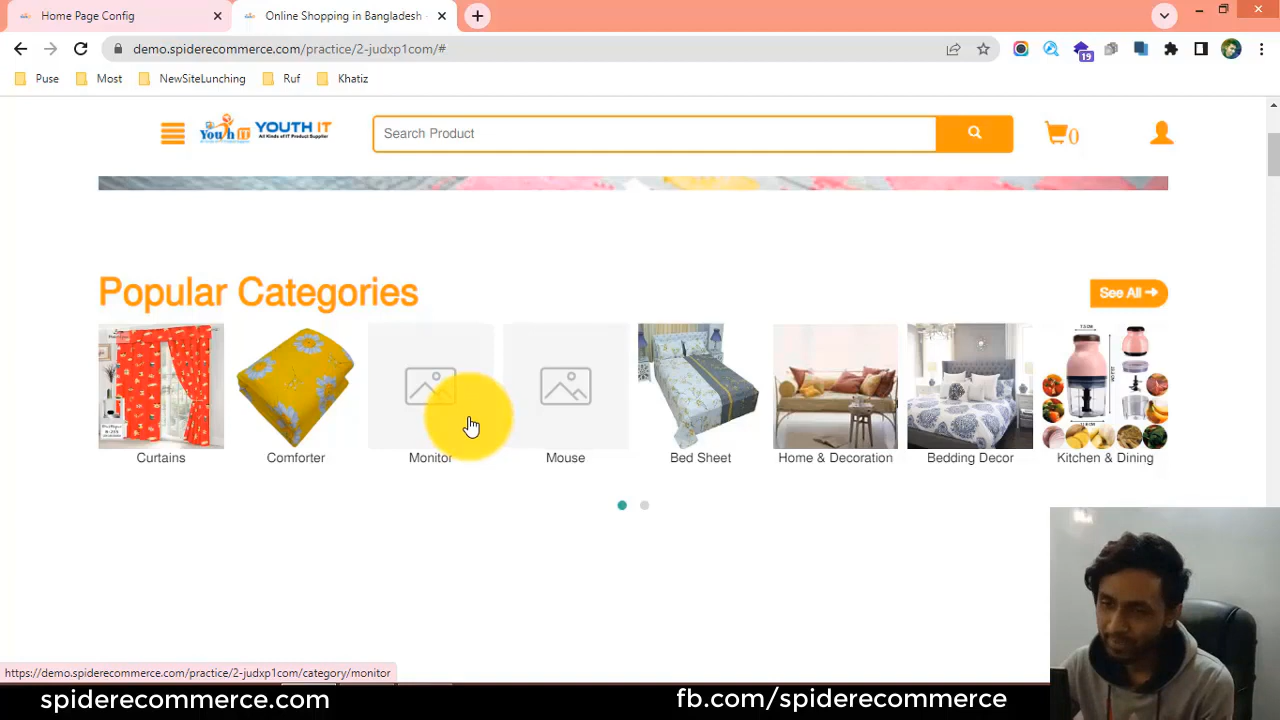 Home Page Config
Online Shopping in Bangladesh -
demo.spiderecommerce.com/practice/2-judxp1com/#
19
Puse
Most
NewSiteLunching
Ruf
Khatiz
Youth IT
YOUTH IT
All Kinds of IT Product Supplier
Search Product
0
Popular Categories
See All
Curtains
Comforter
Monitor
Mouse
Bed Sheet
Home & Decoration
Bedding Decor
Kitchen & Dining
https://demo.spiderecommerce.com/practice/2-judxp1com/category/monitor
spiderecommerce.com
fb.com/spiderecommerce